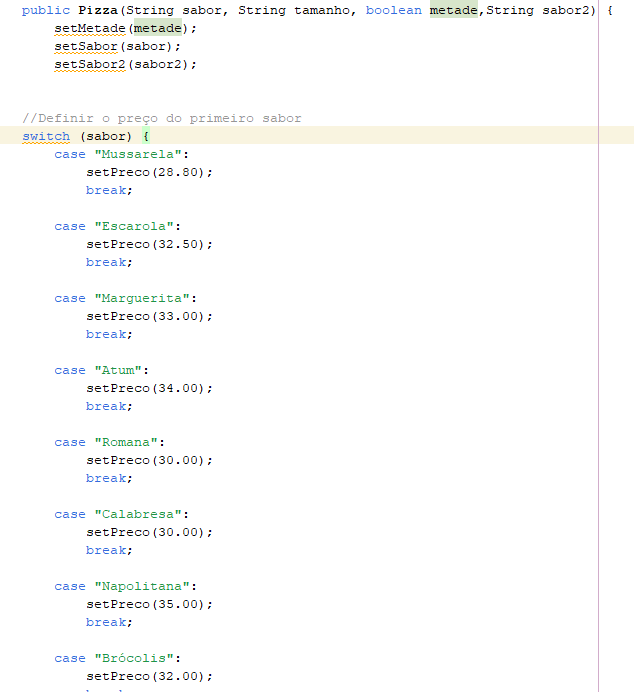 public Pizza(String sabor, String tamanho, boolean metade,String sabor2) {
setMetade(metade);
setSabor(sabor);
setSabor2(sabor2);
//Definir o preço do primeiro sabor
switch (sabor) {
case "Mussarela":
setPreco(28.80);
break;
case "Escarola":
setPreco(32.50);
break;
case "Marguerita":
setPreco(33.00);
break;
case "Atum":
setPreco(34.00);
break;
case "Romana":
setPreco(30.00);
break;
case "Calabresa":
setPreco(30.00);
break;
case "Napolitana":
setPreco(35.00);
break;
case "Brócolis":
setPreco(32.00);